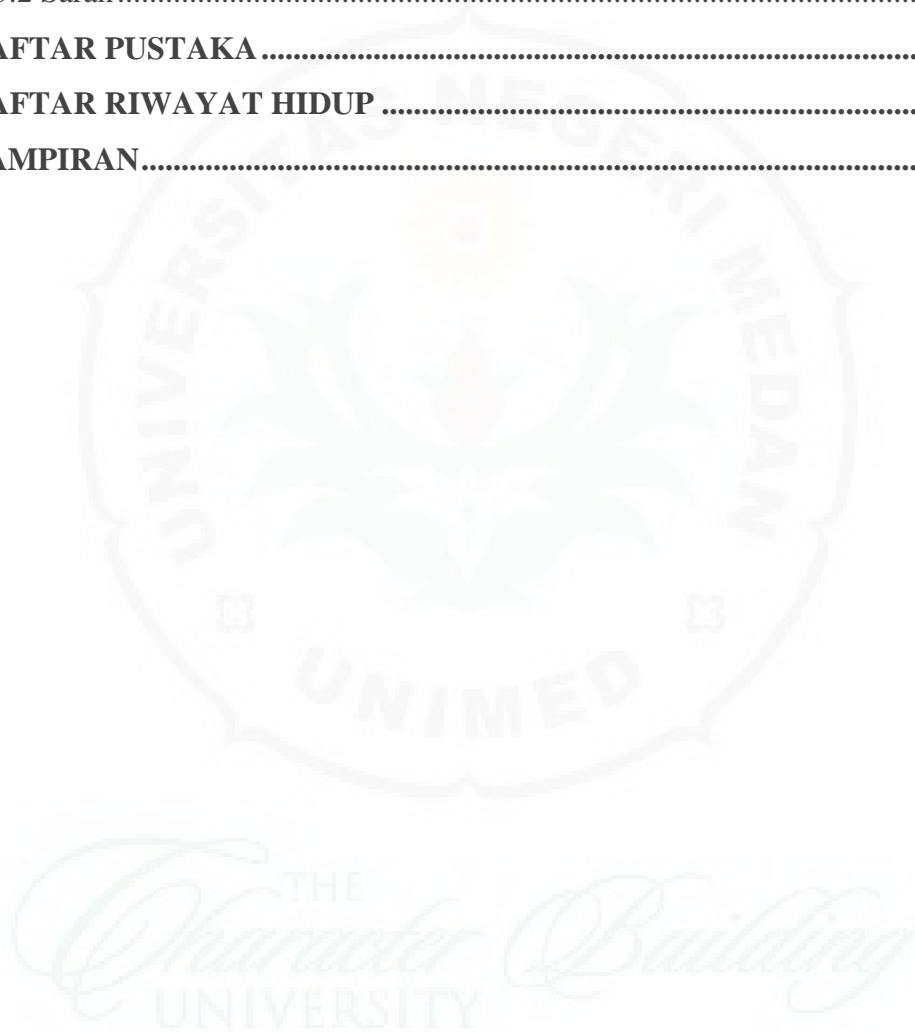 .2 Saran ........................................................................................................
AFTAR PUSTAKA ...................................................................................
AFTAR RIWAYAT HIDUP ....................................................................
AMPIRAN....................................................................................................
UNIVERSITAS NEGERI MEDAN
UNIMED
THE
Character Building
UNIVERSITY